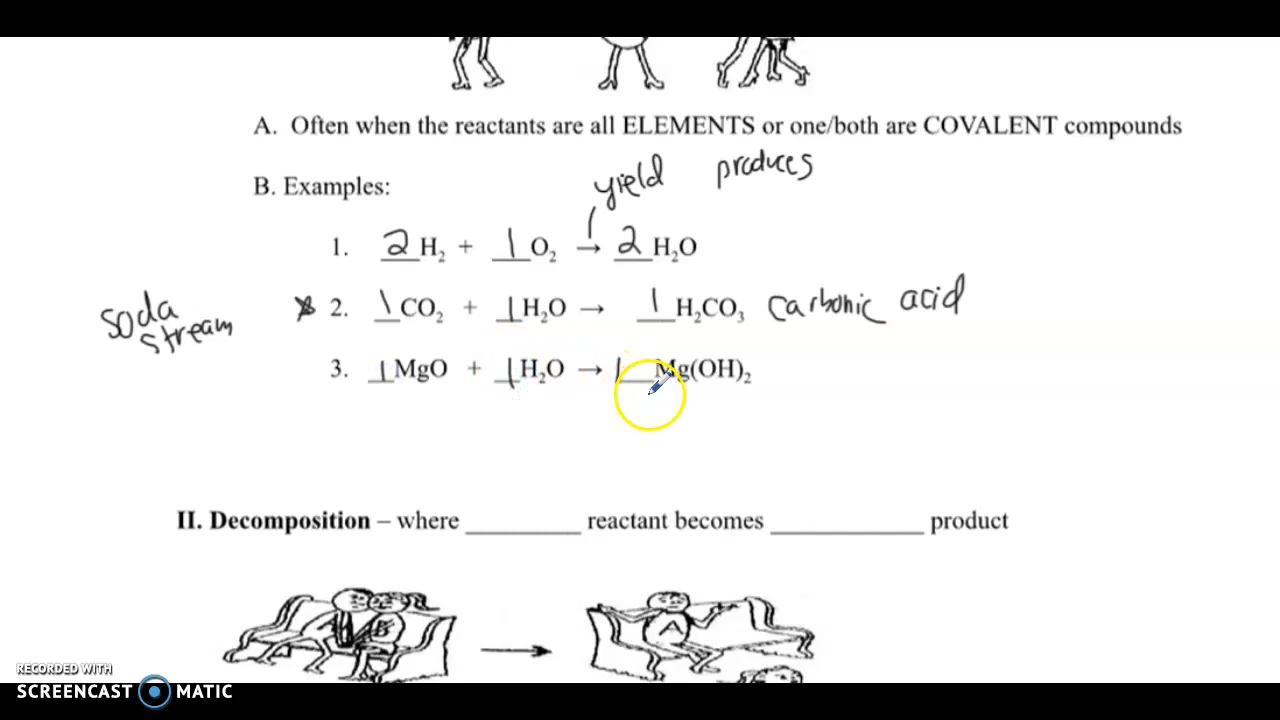 A. Often when the reactants are all ELEMENTS or one/both are COVALENT compounds
yield produces
B. Examples:
1. 2 H₂ + 1 O₂ → 2 H₂O
soda
stream
2. 1 CO₂ + 1 H₂O → 1 H₂CO₃ carbonic acid
3. 1 MgO + 1 H₂O → 1 Mg(OH)₂
II. Decomposition – where _________ reactant becomes ____________ product
A B
A
RECORDED WITH
SCREENCAST MATIC